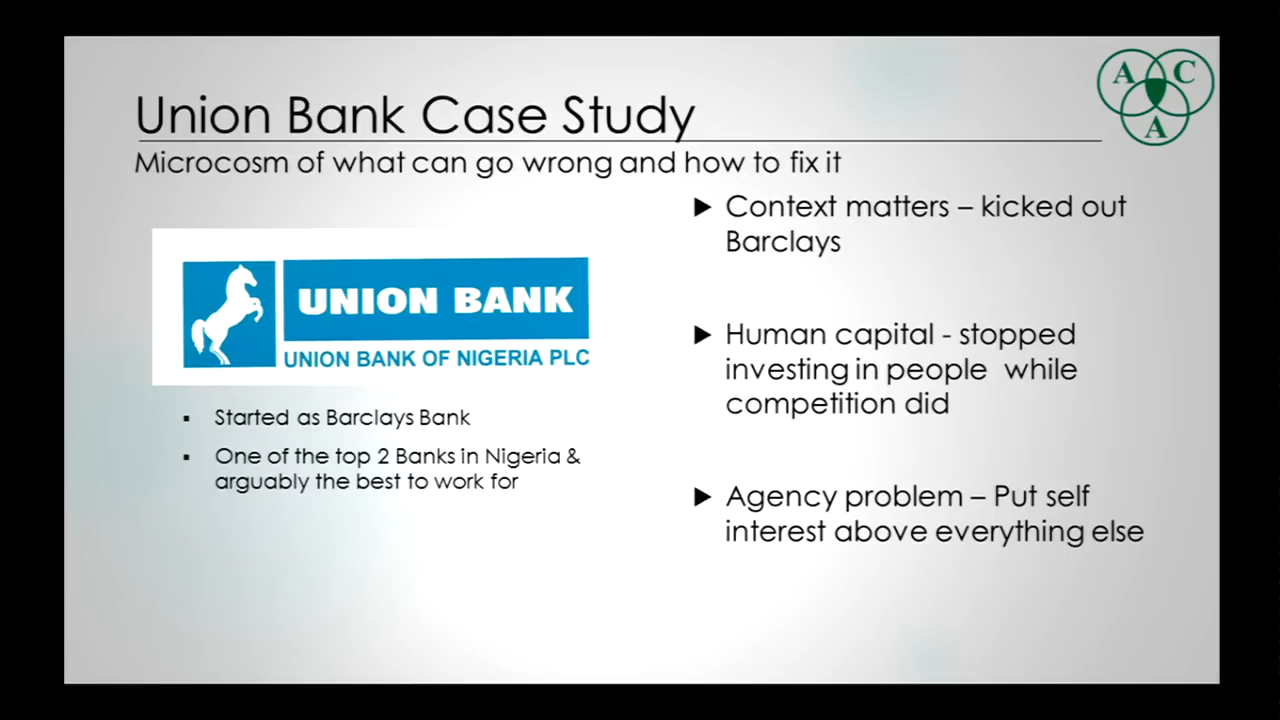 Union Bank Case Study
Microcosm of what can go wrong and how to fix it
A C
A
UNION BANK
UNION BANK OF NIGERIA PLC
▪ Started as Barclays Bank
▪ One of the top 2 Banks in Nigeria &
arguably the best to work for
► Context matters – kicked out
Barclays
► Human capital - stopped
investing in people while
competition did
► Agency problem – Put self
interest above everything else